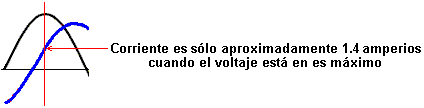 Corriente es sólo aproximadamente 1.4 amperios
cuando el voltaje está en es máximo